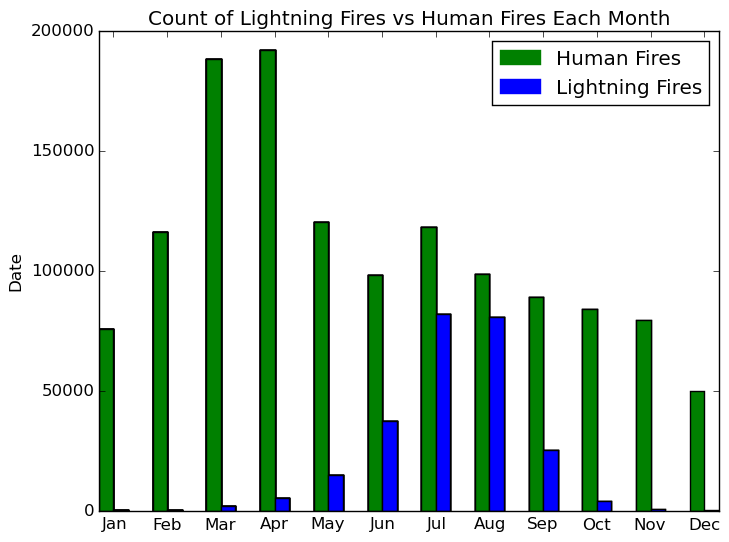 Count of Lightning Fires vs Human Fires Each Month
200000
150000
100000
50000
0
Date
Human Fires
Lightning Fires
Jan Feb Mar Apr May Jun Jul Aug Sep Oct Nov Dec